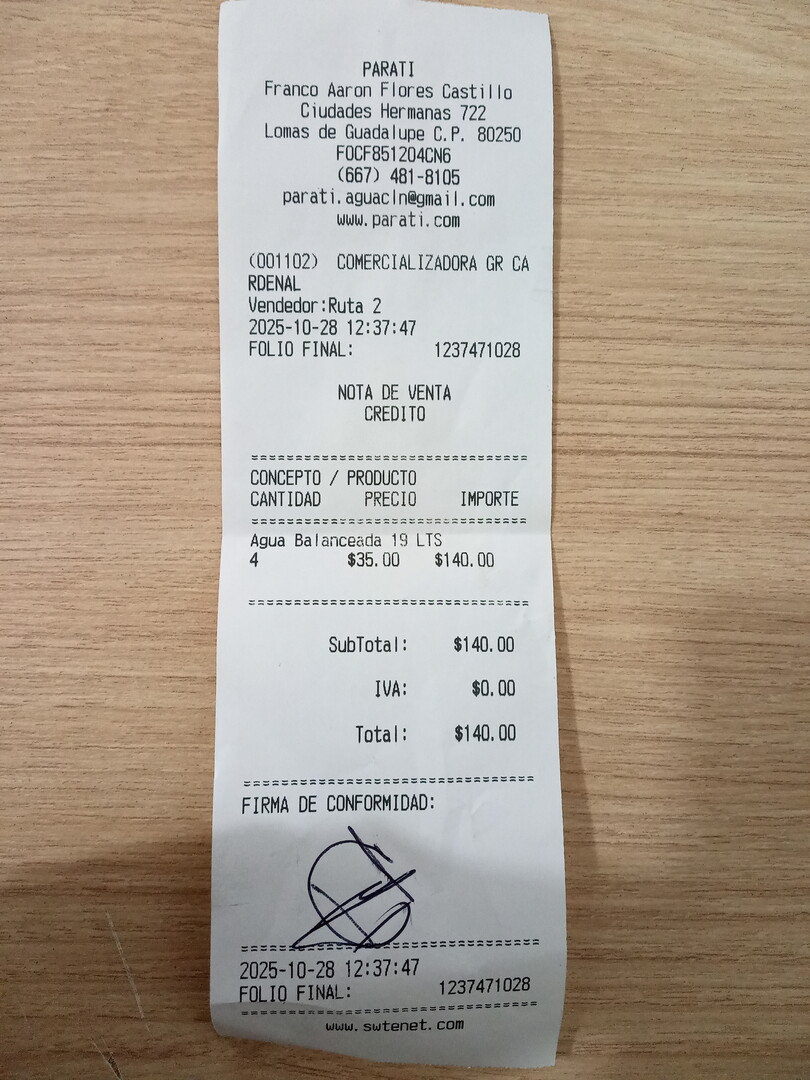 PARATI
Franco Aaron Flores Castillo
Ciudades Hermanas 722
Lomas de Guadalupe C.P. 80250
FOCF851204CN6
(667) 481-8105
parati.aguacln@gmail.com
www.parati.com
(001102) COMERCIALIZADORA GR CA
RDENAL
Vendedor:Ruta 2
2025-10-28 12:37:47
FOLIO FINAL: 1237471028
NOTA DE VENTA
CREDITO
CONCEPTO / PRODUCTO
CANTIDAD PRECIO IMPORTE
Agua Balanceada 19 LTS
4 $35.00 $140.00
SubTotal: $140.00
IVA: $0.00
Total: $140.00
FIRMA DE CONFORMIDAD:
2025-10-28 12:37:47
FOLIO FINAL: 1237471028
www.swtenet.com